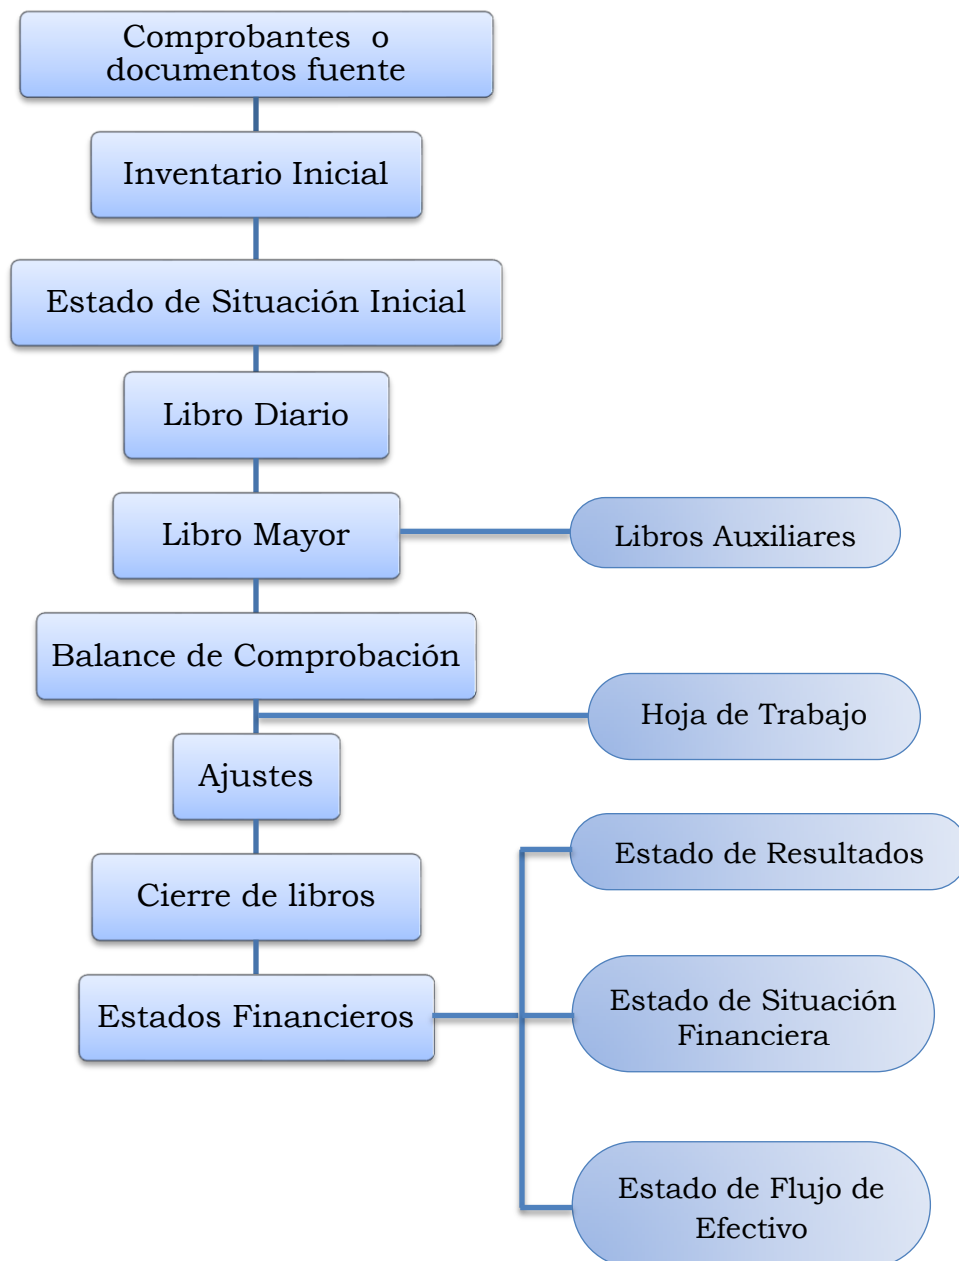 Comprobantes o
documentos fuente
Inventario Inicial
Estado de Situación Inicial
Libro Diario
Libro Mayor
Libros Auxiliares
Balance de Comprobación
Hoja de Trabajo
Ajustes
Estado de Resultados
Cierre de libros
Estados Financieros
Estado de Situación
Financiera
Estado de Flujo de
Efectivo